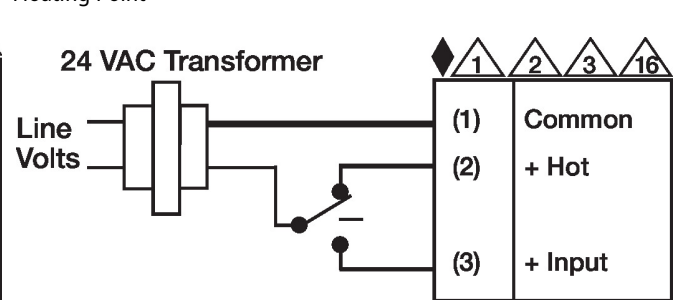 24 VAC Transformer
1 2 3 16
Line
Volts
(1) Common
(2) + Hot
(3) + Input